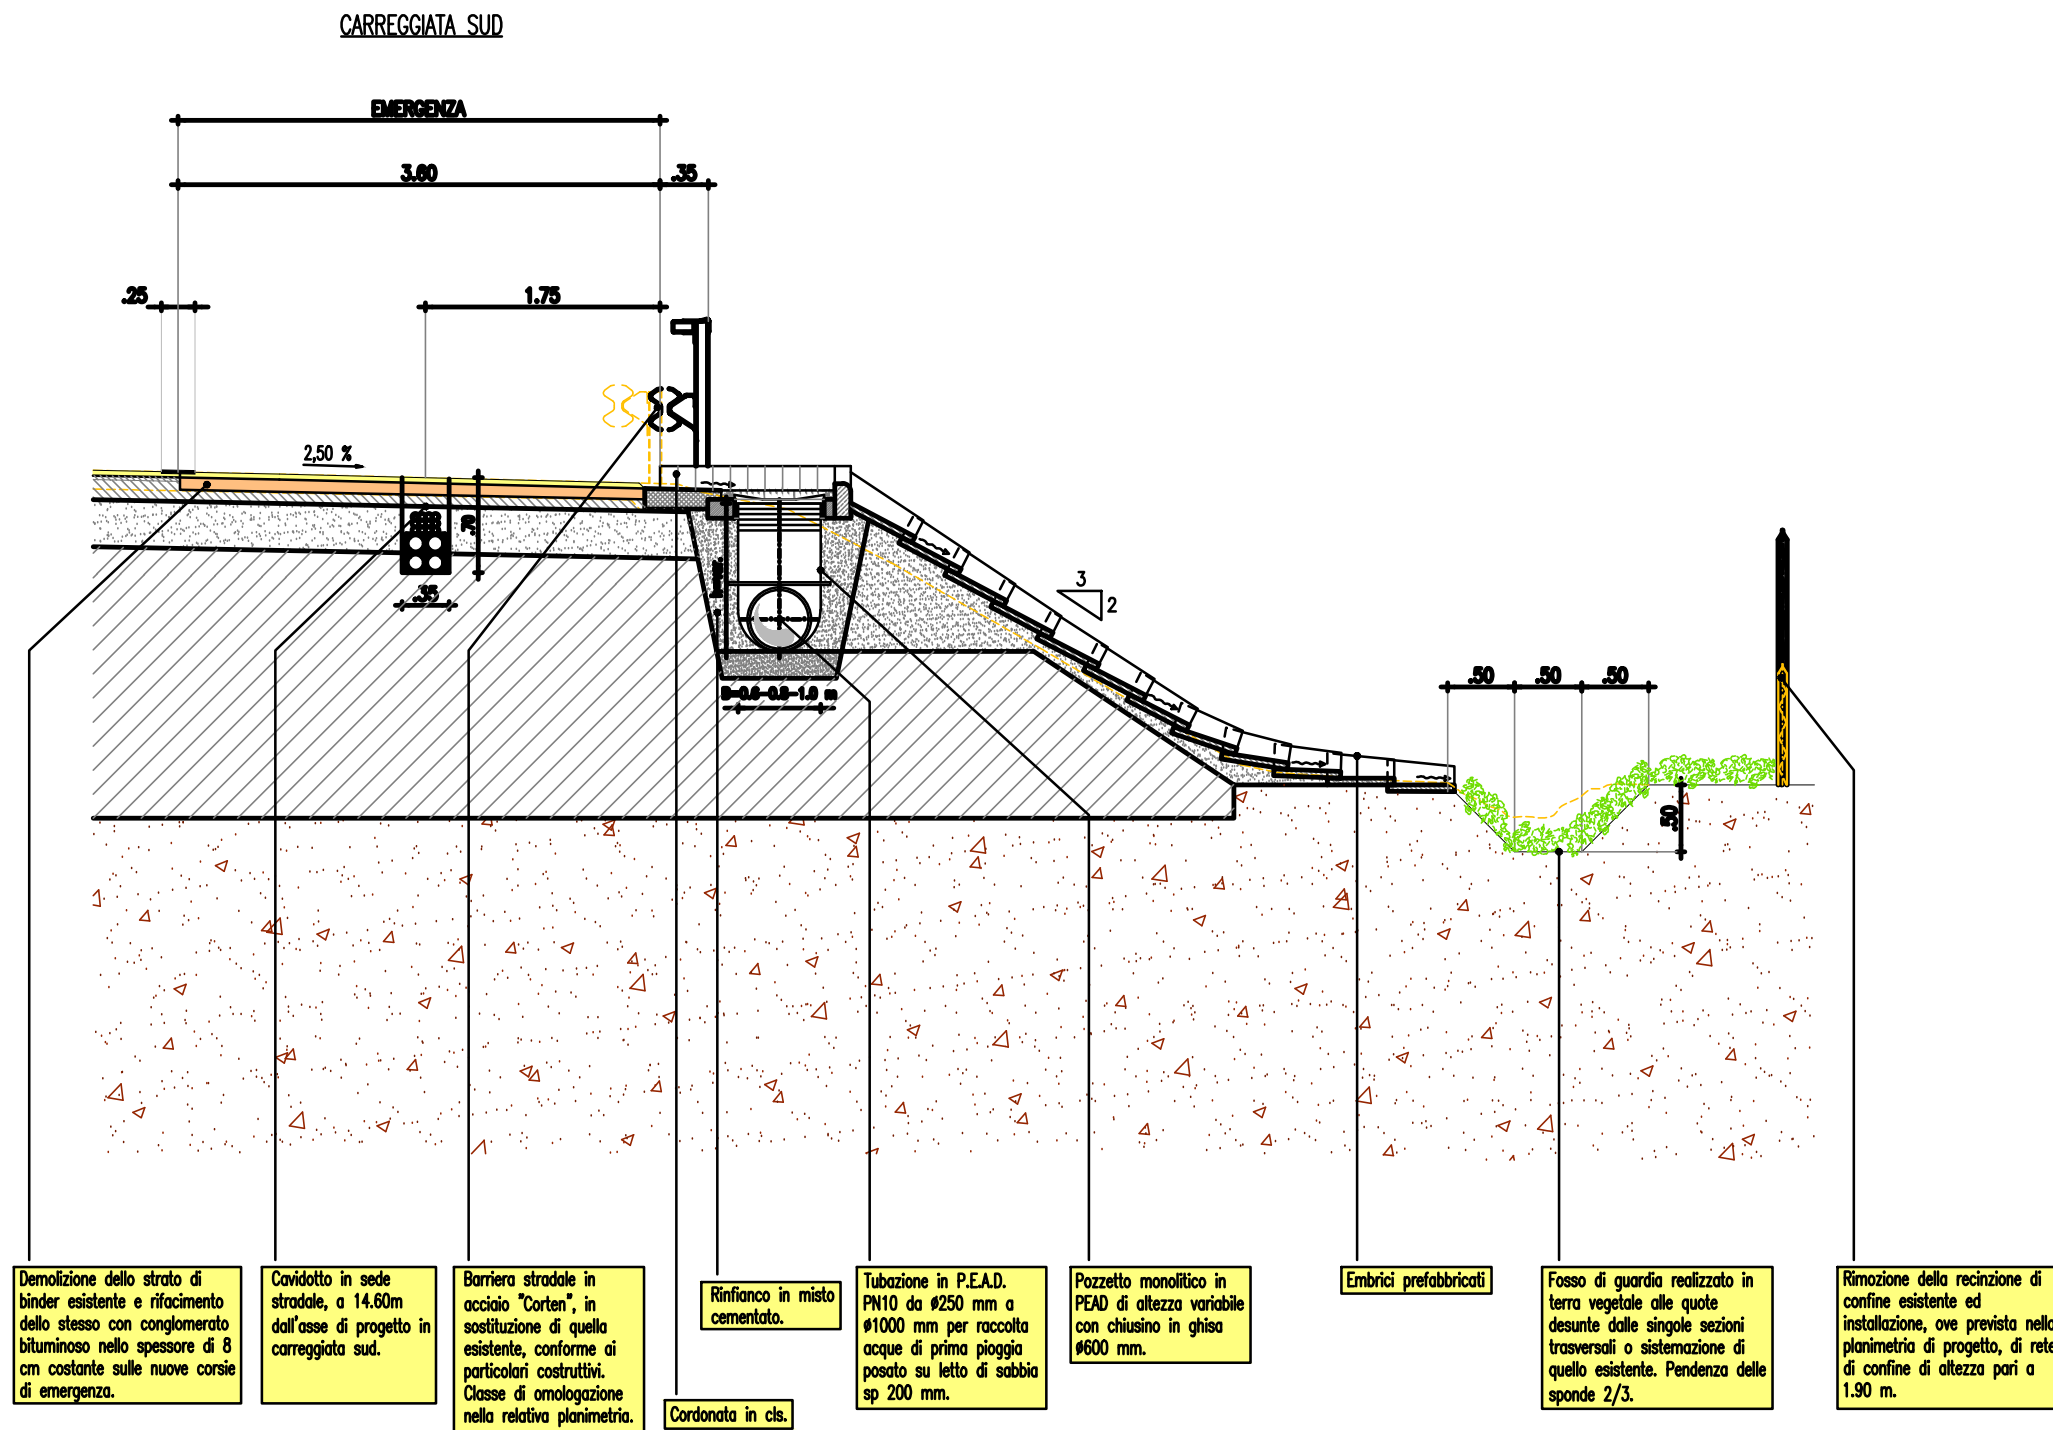 CARREGGIATA SUD
EMERGENZA
3.60
.35
.25
1.75
2,50 %
.70
.35
3
2
B=0.6-0.8-1.0 m
.50
.50
.50
.50
Demolizione dello strato di
binder esistente e rifacimento
dello stesso con conglomerato
bituminoso nello spessore di 8
cm costante sulle nuove corsie
di emergenza.
Cavidotto in sede
stradale, a 14.60m
dall'asse di progetto in
carreggiata sud.
Barriera stradale in
acciaio "Corten", in
sostituzione di quella
esistente, conforme ai
particolari costruttivi.
Classe di omologazione
nella relativa planimetria.
Cordonata in cls.
Rinfianco in misto
cementato.
Tubazione in P.E.A.D.
PN10 da ø250 mm a
ø1000 mm per raccolta
acque di prima pioggia
posato su letto di sabbia
sp 200 mm.
Pozzetto monolitico in
PEAD di altezza variabile
con chiusino in ghisa
ø600 mm.
Embrici prefabbricati
Fosso di guardia realizzato in
terra vegetale alle quote
desunte dalle singole sezioni
trasversali o sistemazione di
quello esistente. Pendenza delle
sponde 2/3.
Rimozione della recinzione di
confine esistente ed
installazione, ove prevista nella
planimetria di progetto, di rete
di confine di altezza pari a
1.90 m.